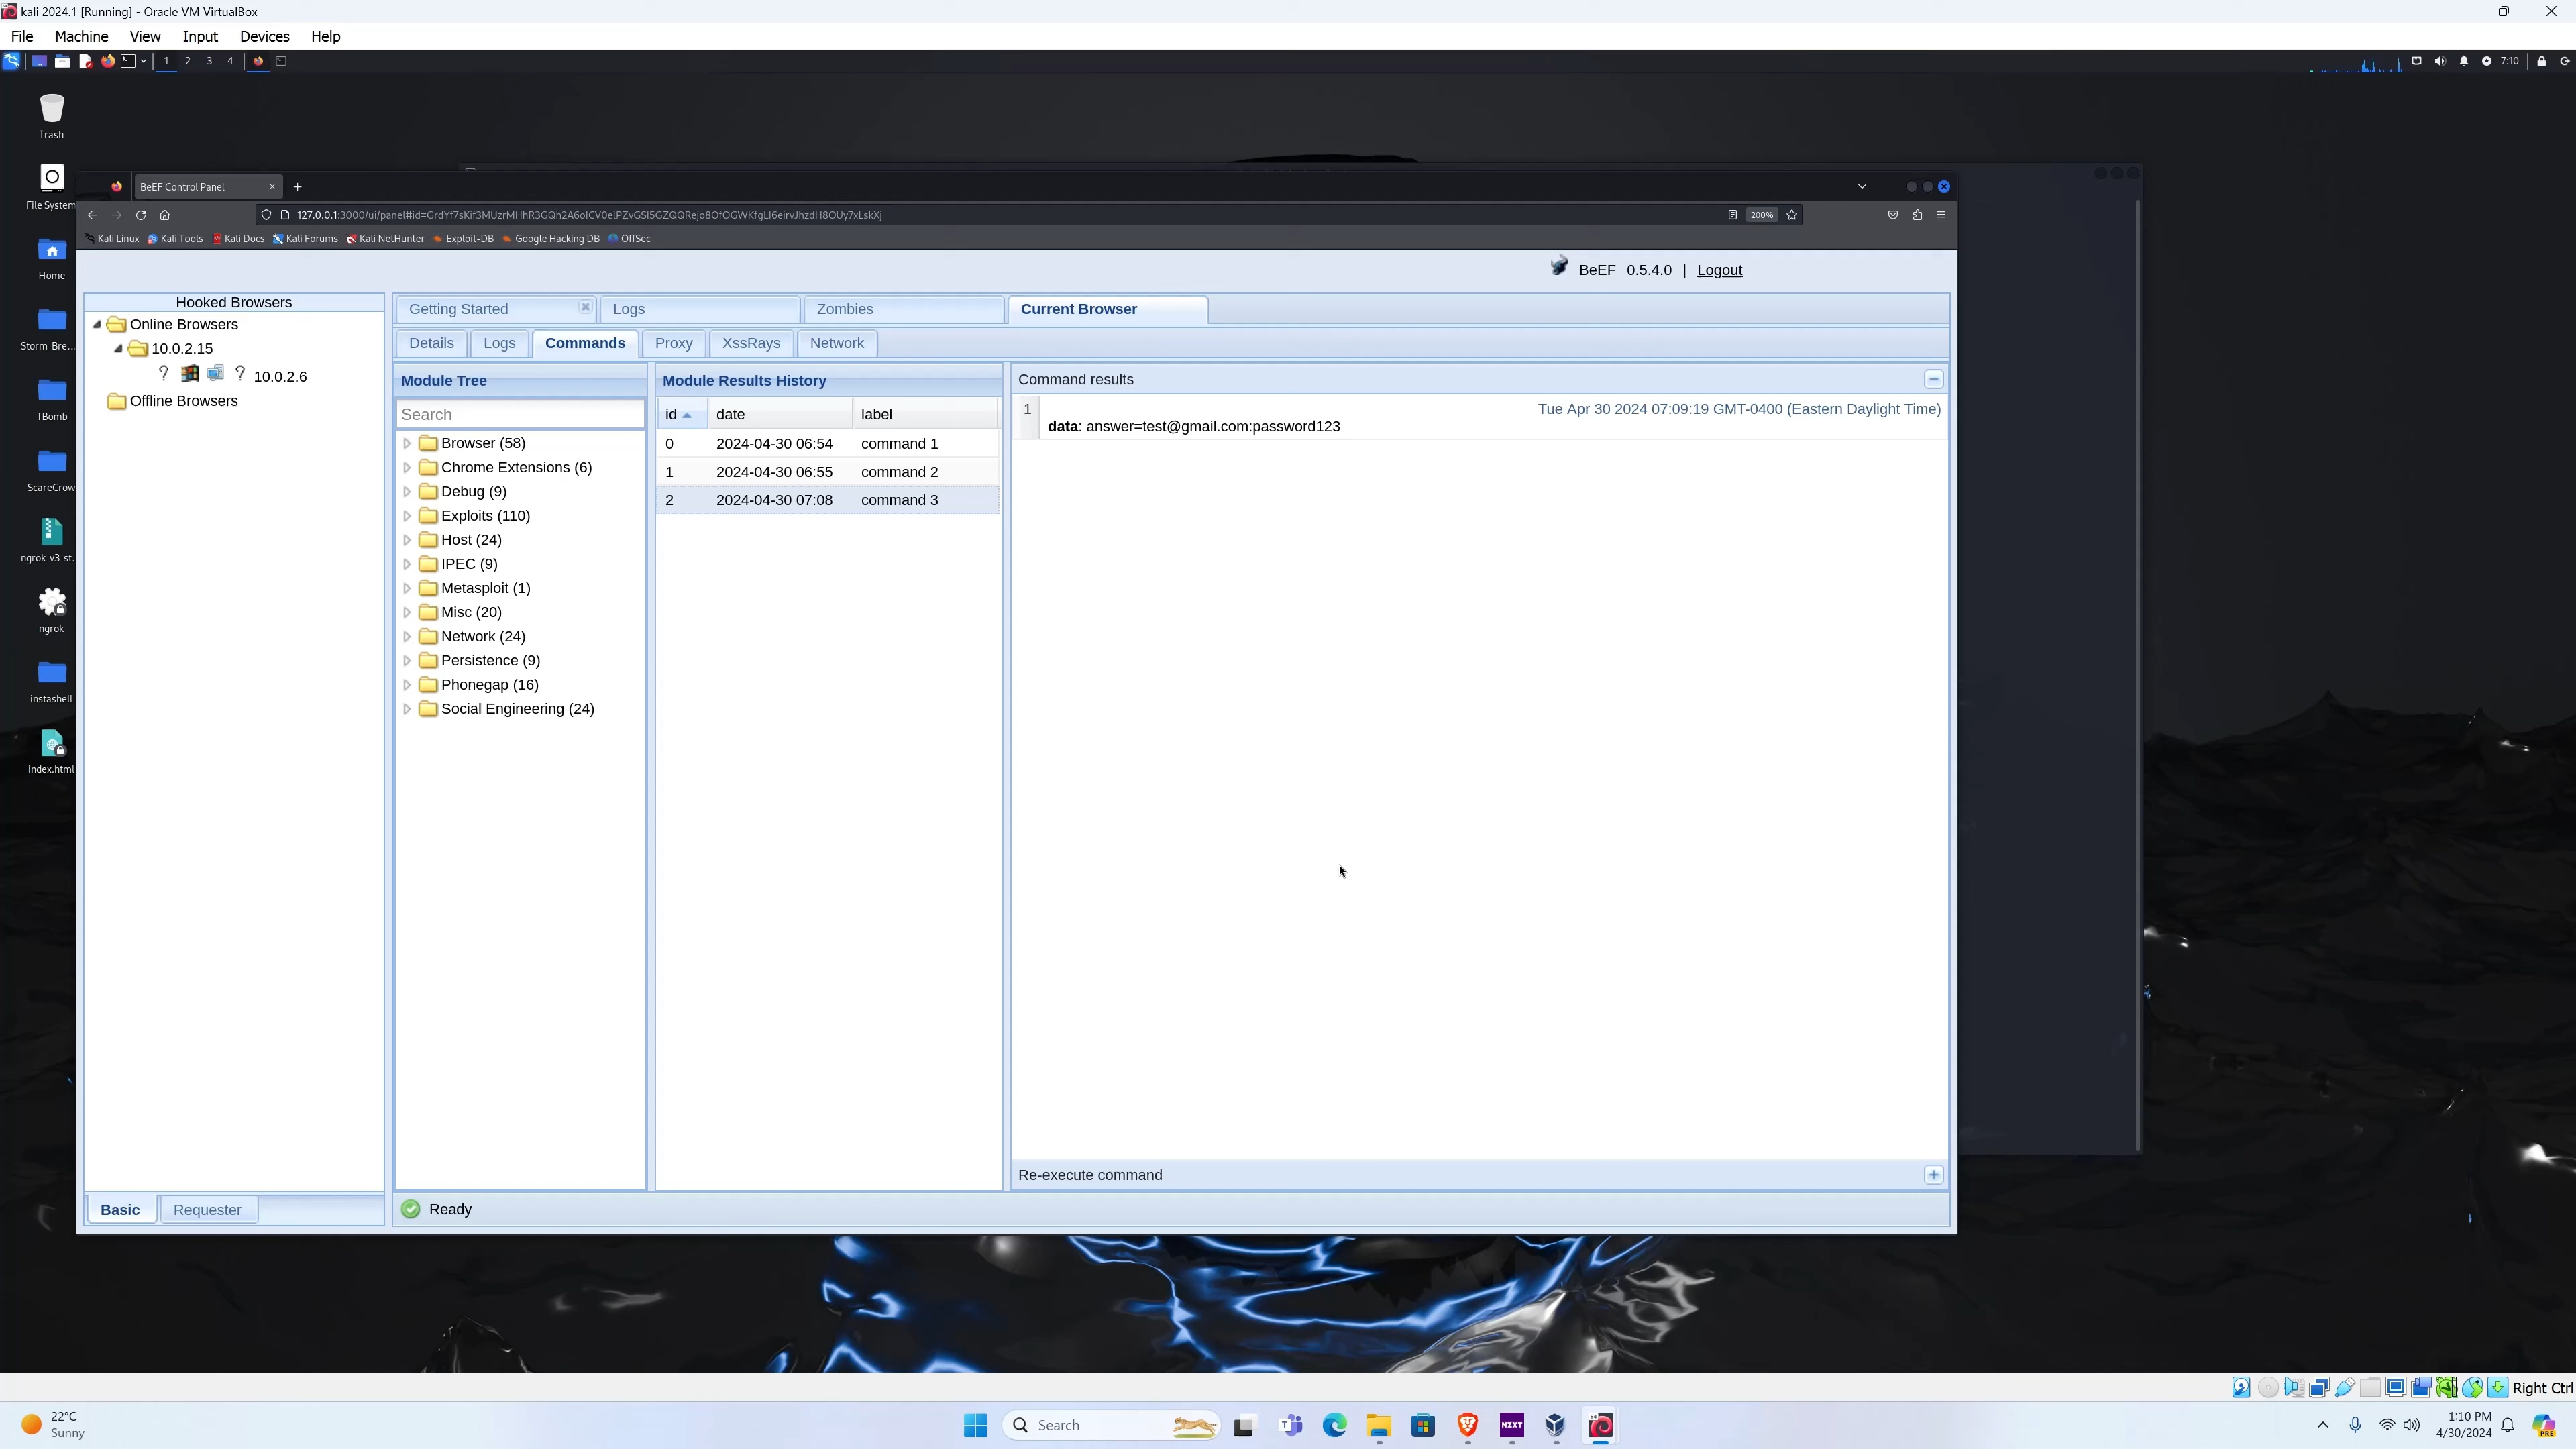 kali 2024.1 [Running] - Oracle VM VirtualBox
File Machine View Input Devices Help
1 2 3 4
7:10
Trash
File System
Home
Storm-Bre...
TBomb
ScareCrow
ngrok-v3-st.
ngrok
instashell
index.html
BeEF Control Panel
200%
Kali Linux Kali Tools Kali Docs Kali Forums Kali NetHunter Exploit-DB Google Hacking DB OffSec
BeEF 0.5.4.0 | Logout
Hooked Browsers
Online Browsers
10.0.2.15
? ? 10.0.2.6
Offline Browsers
Basic Requester
Getting Started Logs Zombies Current Browser
Details Logs Commands Proxy XssRays Network
Module Tree
Search
Browser (58)
Chrome Extensions (6)
Debug (9)
Exploits (110)
Host (24)
IPEC (9)
Metasploit (1)
Misc (20)
Network (24)
Persistence (9)
Phonegap (16)
Social Engineering (24)
Module Results History
id date label
0 2024-04-30 06:54 command 1
1 2024-04-30 06:55 command 2
2 2024-04-30 07:08 command 3
Command results
1 Tue Apr 30 2024 07:09:19 GMT-0400 (Eastern Daylight Time)
data: answer=test@gmail.com:password123
Re-execute command
Ready
Right Ctrl
22°C
Sunny
Search
NZXT
1:10 PM
4/30/2024
PRE